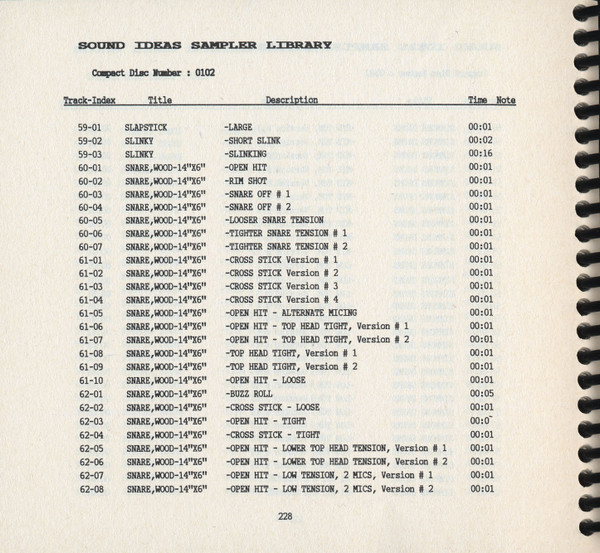 SOUND IDEAS SAMPLER LIBRARY
Compact Disc Number : 0102
Track-Index Title Description Time Note
59-01 SLAPSTICK -LARGE 00:01
59-02 SLINKY -SHORT SLINK 00:02
59-03 SLINKY -SLINKING 00:16
60-01 SNARE,WOOD-14"X6" -OPEN HIT 00:01
60-02 SNARE,WOOD-14"X6" -RIM SHOT 00:01
60-03 SNARE,WOOD-14"X6" -SNARE OFF # 1 00:01
60-04 SNARE,WOOD-14"X6" -SNARE OFF # 2 00:01
60-05 SNARE,WOOD-14"X6" -LOOSER SNARE TENSION 00:01
60-06 SNARE,WOOD-14"X6" -TIGHTER SNARE TENSION # 1 00:01
60-07 SNARE,WOOD-14"X6" -TIGHTER SNARE TENSION # 2 00:01
61-01 SNARE,WOOD-14"X6" -CROSS STICK Version # 1 00:01
61-02 SNARE,WOOD-14"X6" -CROSS STICK Version # 2 00:01
61-03 SNARE,WOOD-14"X6" -CROSS STICK Version # 3 00:01
61-04 SNARE,WOOD-14"X6" -CROSS STICK Version # 4 00:01
61-05 SNARE,WOOD-14"X6" -OPEN HIT - ALTERNATE MICING 00:01
61-06 SNARE,WOOD-14"X6" -OPEN HIT - TOP HEAD TIGHT, Version # 1 00:01
61-07 SNARE,WOOD-14"X6" -OPEN HIT - TOP HEAD TIGHT, Version # 2 00:01
61-08 SNARE,WOOD-14"X6" -TOP HEAD TIGHT, Version # 1 00:01
61-09 SNARE,WOOD-14"X6" -TOP HEAD TIGHT, Version # 2 00:01
61-10 SNARE,WOOD-14"X6" -OPEN HIT - LOOSE 00:01
62-01 SNARE,WOOD-14"X6" -BUZZ ROLL 00:05
62-02 SNARE,WOOD-14"X6" -CROSS STICK - LOOSE 00:01
62-03 SNARE,WOOD-14"X6" -OPEN HIT - TIGHT
62-04 SNARE,WOOD-14"X6" -CROSS STICK - TIGHT 00:01
62-05 SNARE,WOOD-14"X6" -OPEN HIT - LOWER TOP HEAD TENSION, Version # 1 00:01
62-06 SNARE,WOOD-14"X6" -OPEN HIT - LOWER TOP HEAD TENSION, Version # 2 00:01
62-07 SNARE,WOOD-14"X6" -OPEN HIT - LOW TENSION, 2 MICS, Version # 1 00:01
62-08 SNARE,WOOD-14"X6" -OPEN HIT - LOW TENSION, 2 MICS, Version # 2 00:01
228